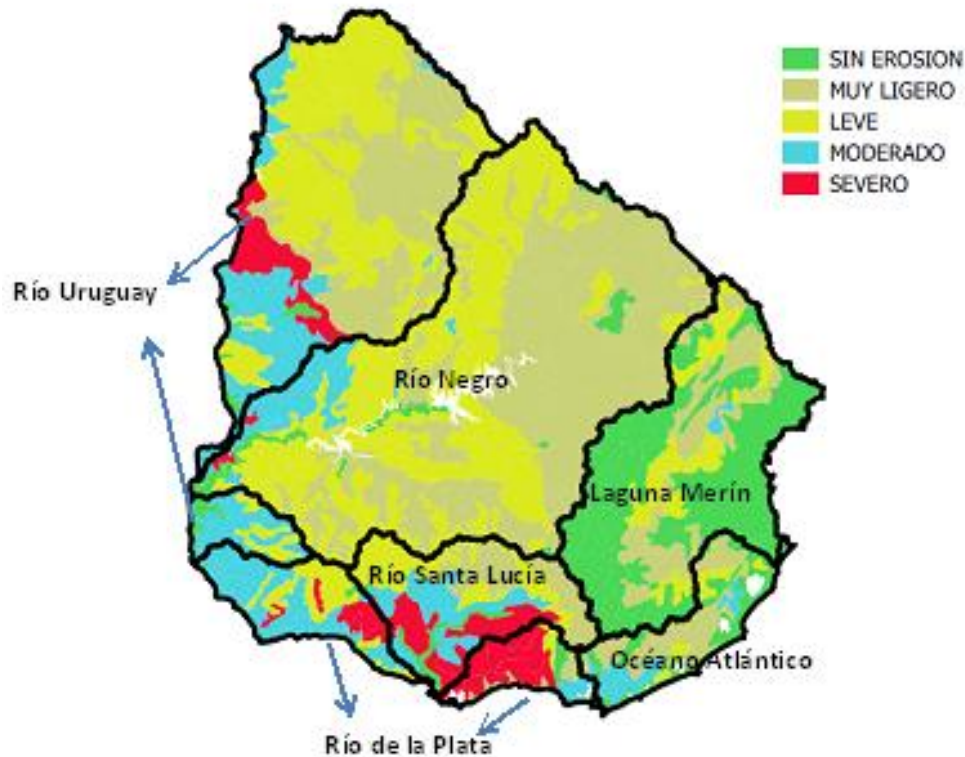 SIN EROSION
MUY LIGERO
LEVE
MODERADO
SEVERO
Río Uruguay
Río Negro
Laguna Merín
Río Santa Lucía
Océano Atlántico
Río de la Plata